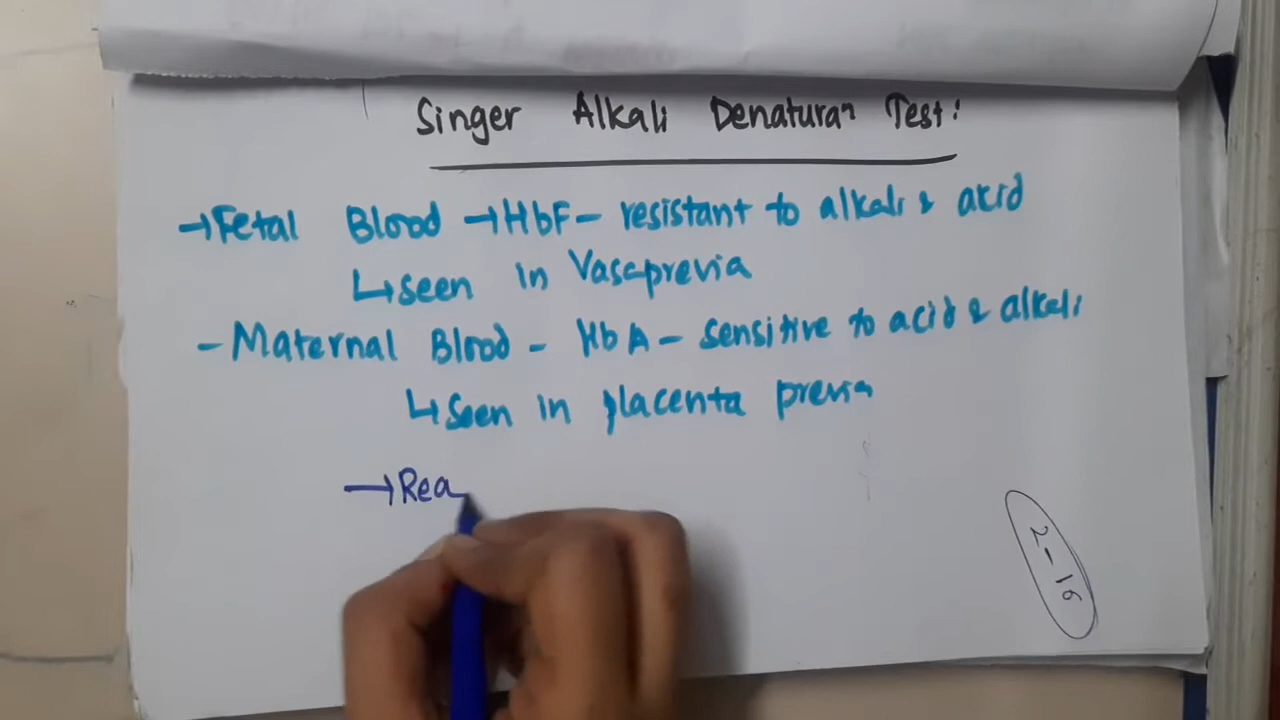 Singer Alkali Denaturan Test:
→Fetal Blood →HbF- resistant to alkali & acid
↳seen in Vasaprevia
- Maternal Blood - HbA - sensitive to acid & alkali
↳Seen in placenta previa
→Rea
2-16